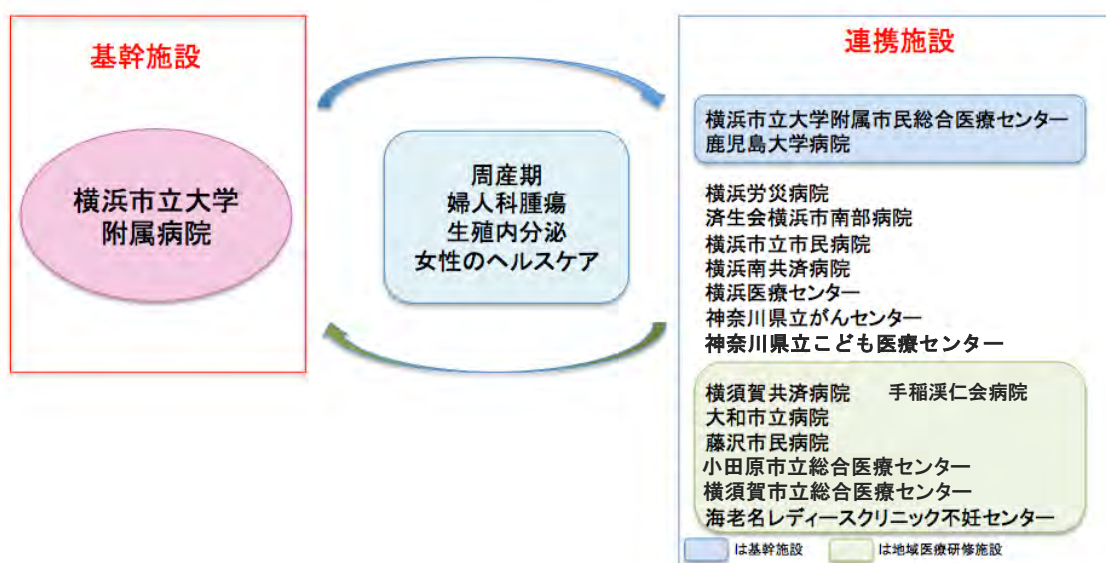 基幹施設
横浜市立大学
附属病院
周産期
婦人科腫瘍
生殖内分泌
女性のヘルスケア
連携施設
横浜市立大学附属市民総合医療センター
鹿児島大学病院
横浜労災病院
済生会横浜市南部病院
横浜市立市民病院
横浜南共済病院
横浜医療センター
神奈川県立がんセンター
神奈川県立こども医療センター
横須賀共済病院 手稲渓仁会病院
大和市立病院
藤沢市民病院
小田原市立総合医療センター
横須賀市立総合医療センター
海老名レディースクリニック不妊センター
は基幹施設 は地域医療研修施設